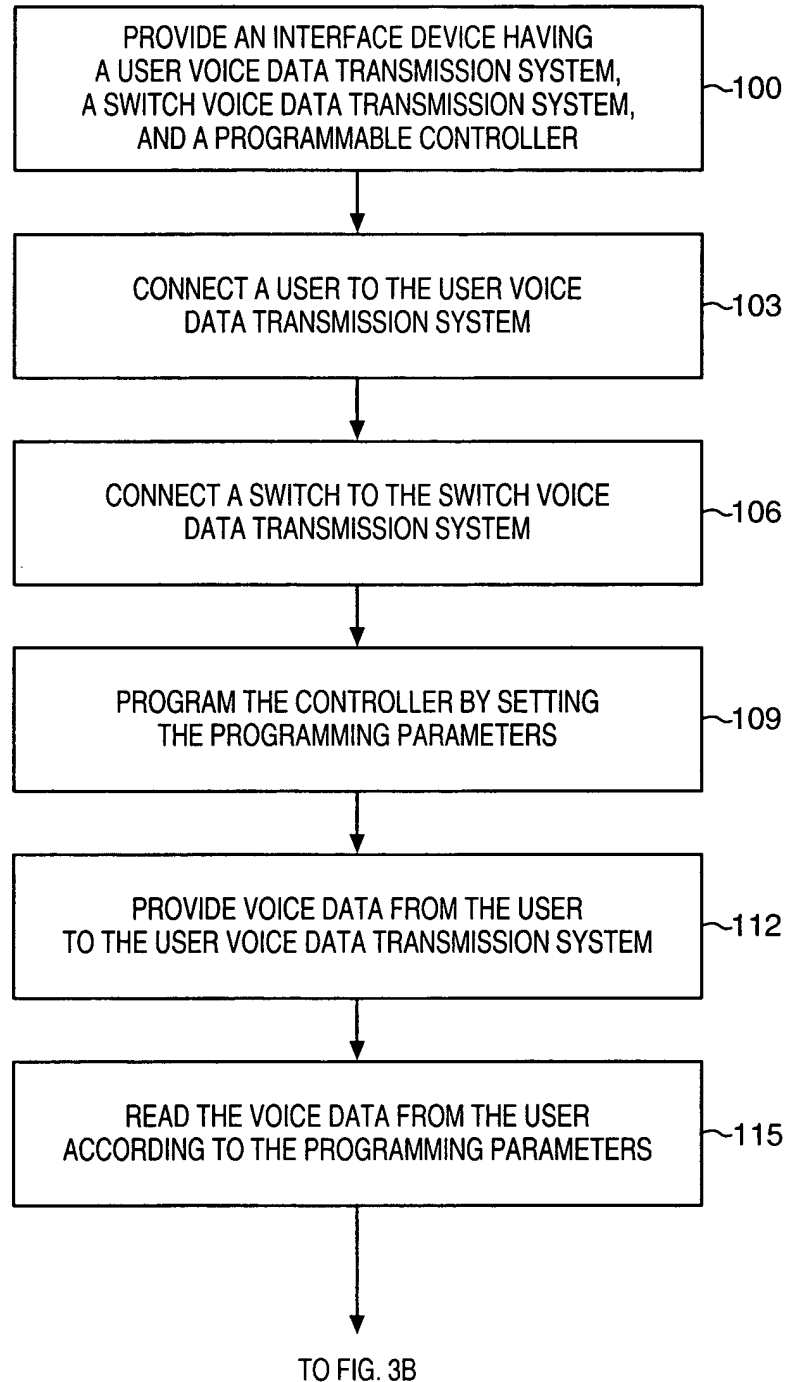 PROVIDE AN INTERFACE DEVICE HAVING
A USER VOICE DATA TRANSMISSION SYSTEM,
A SWITCH VOICE DATA TRANSMISSION SYSTEM,
AND A PROGRAMMABLE CONTROLLER
100
CONNECT A USER TO THE USER VOICE
DATA TRANSMISSION SYSTEM
103
CONNECT A SWITCH TO THE SWITCH VOICE
DATA TRANSMISSION SYSTEM
106
PROGRAM THE CONTROLLER BY SETTING
THE PROGRAMMING PARAMETERS
109
PROVIDE VOICE DATA FROM THE USER
TO THE USER VOICE DATA TRANSMISSION SYSTEM
112
READ THE VOICE DATA FROM THE USER
ACCORDING TO THE PROGRAMMING PARAMETERS
115
TO FIG. 3B